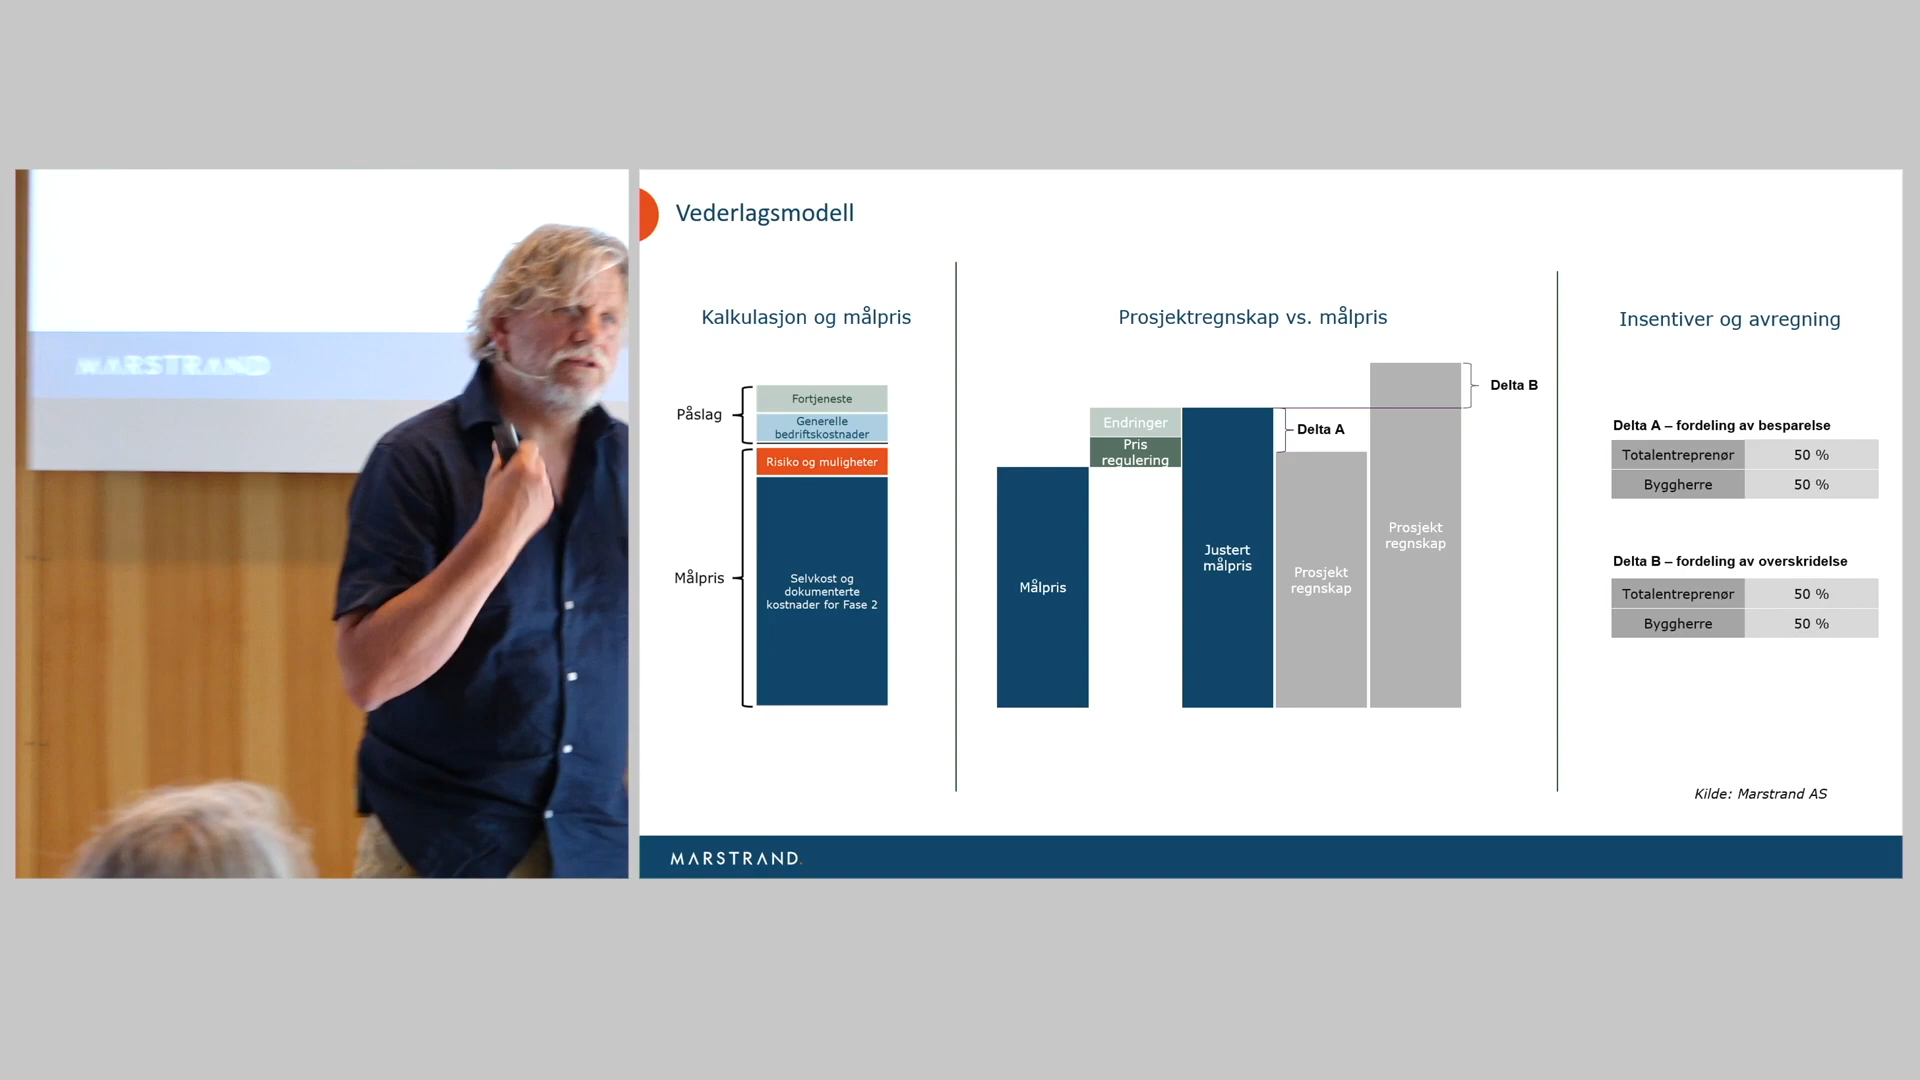 MARSTRAND
Vederlagsmodell
Kalkulasjon og målpris
Påslag
Fortjeneste
Generelle
bedriftskostnader
Risiko og muligheter
Målpris
Selvkost og
dokumenterte
kostnader for Fase 2
Prosjektregnskap vs. målpris
Målpris
Endringer
Pris
regulering
Justert
målpris
Delta A
Prosjekt
regnskap
Prosjekt
regnskap
Delta B
Insentiver og avregning
Delta A – fordeling av besparelse
Totalentreprenør 50 %
Byggherre 50 %
Delta B – fordeling av overskridelse
Totalentreprenør 50 %
Byggherre 50 %
Kilde: Marstrand AS
MARSTRAND.